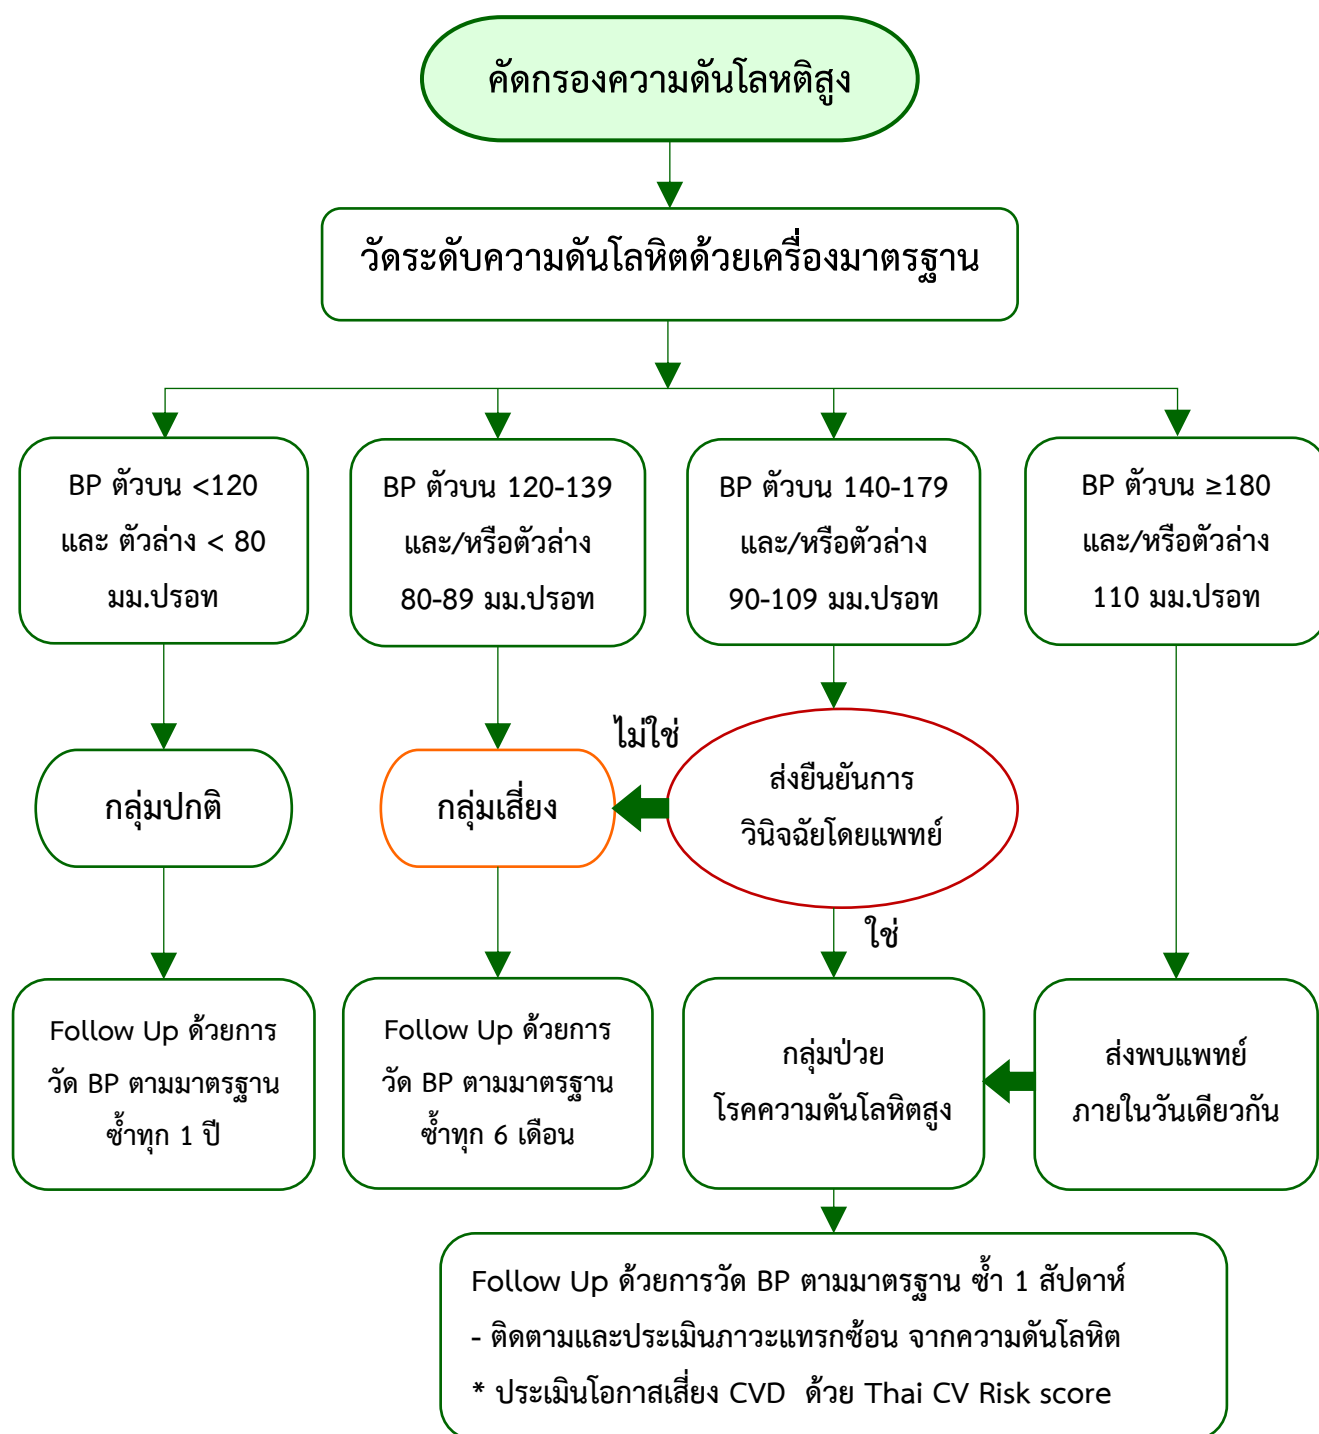 คัดกรองความดันโลหติสูง
วัดระดับความดันโลหิตด้วยเครื่องมาตรฐาน
BP ตัวบน <120
และ ตัวล่าง < 80
มม.ปรอท
BP ตัวบน 120-139
และ/หรือตัวล่าง
80-89 มม.ปรอท
BP ตัวบน 140-179
และ/หรือตัวล่าง
90-109 มม.ปรอท
BP ตัวบน ≥180
และ/หรือตัวล่าง
110 มม.ปรอท
กลุ่มปกติ
กลุ่มเสี่ยง
ไม่ใช่
ส่งยืนยันการ
วินิจฉัยโดยแพทย์
ใช่
Follow Up ด้วยการ
วัด BP ตามมาตรฐาน
ซ้ำทุก 1 ปี
Follow Up ด้วยการ
วัด BP ตามมาตรฐาน
ซ้ำทุก 6 เดือน
กลุ่มป่วย
โรคความดันโลหิตสูง
ส่งพบแพทย์
ภายในวันเดียวกัน
Follow Up ด้วยการวัด BP ตามมาตรฐาน ซ้ำ 1 สัปดาห์
- ติดตามและประเมินภาวะแทรกซ้อน จากความดันโลหิต
* ประเมินโอกาสเสี่ยง CVD ด้วย Thai CV Risk score